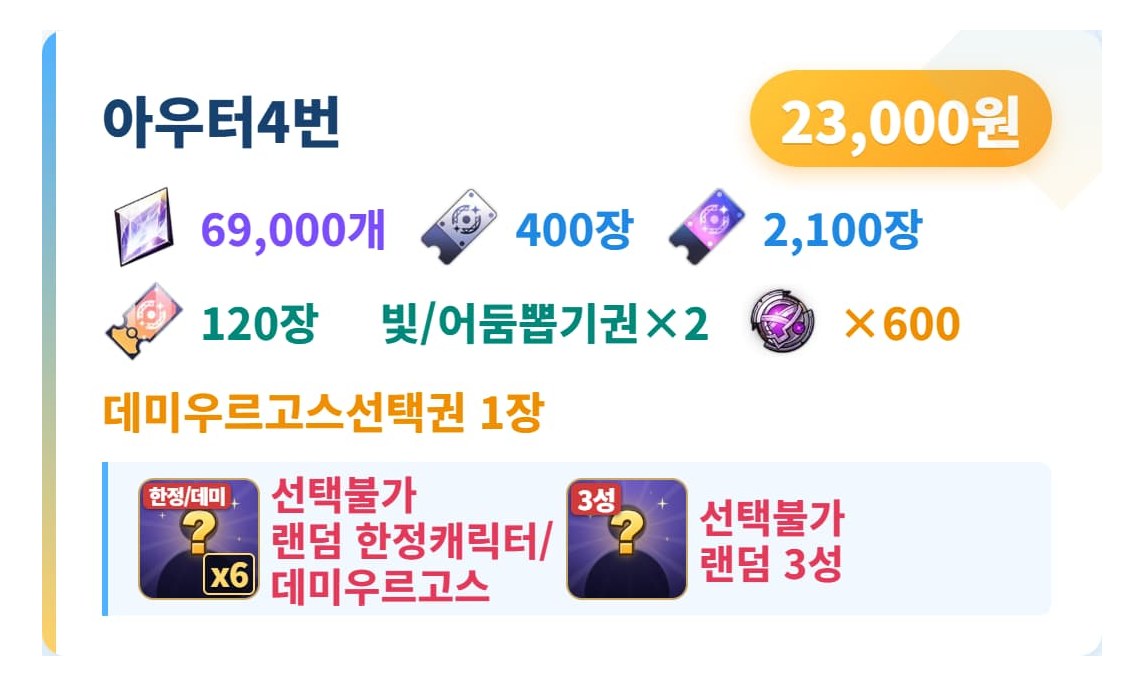 아우터4번
23,000원
69,000개 400장 2,100장
120장 빛/어둠뽑기권×2 ×600
데미우르고스선택권 1장
한정/데미
?
x6
선택불가
랜덤 한정캐릭터/
데미우르고스
3성
?
선택불가
랜덤 3성